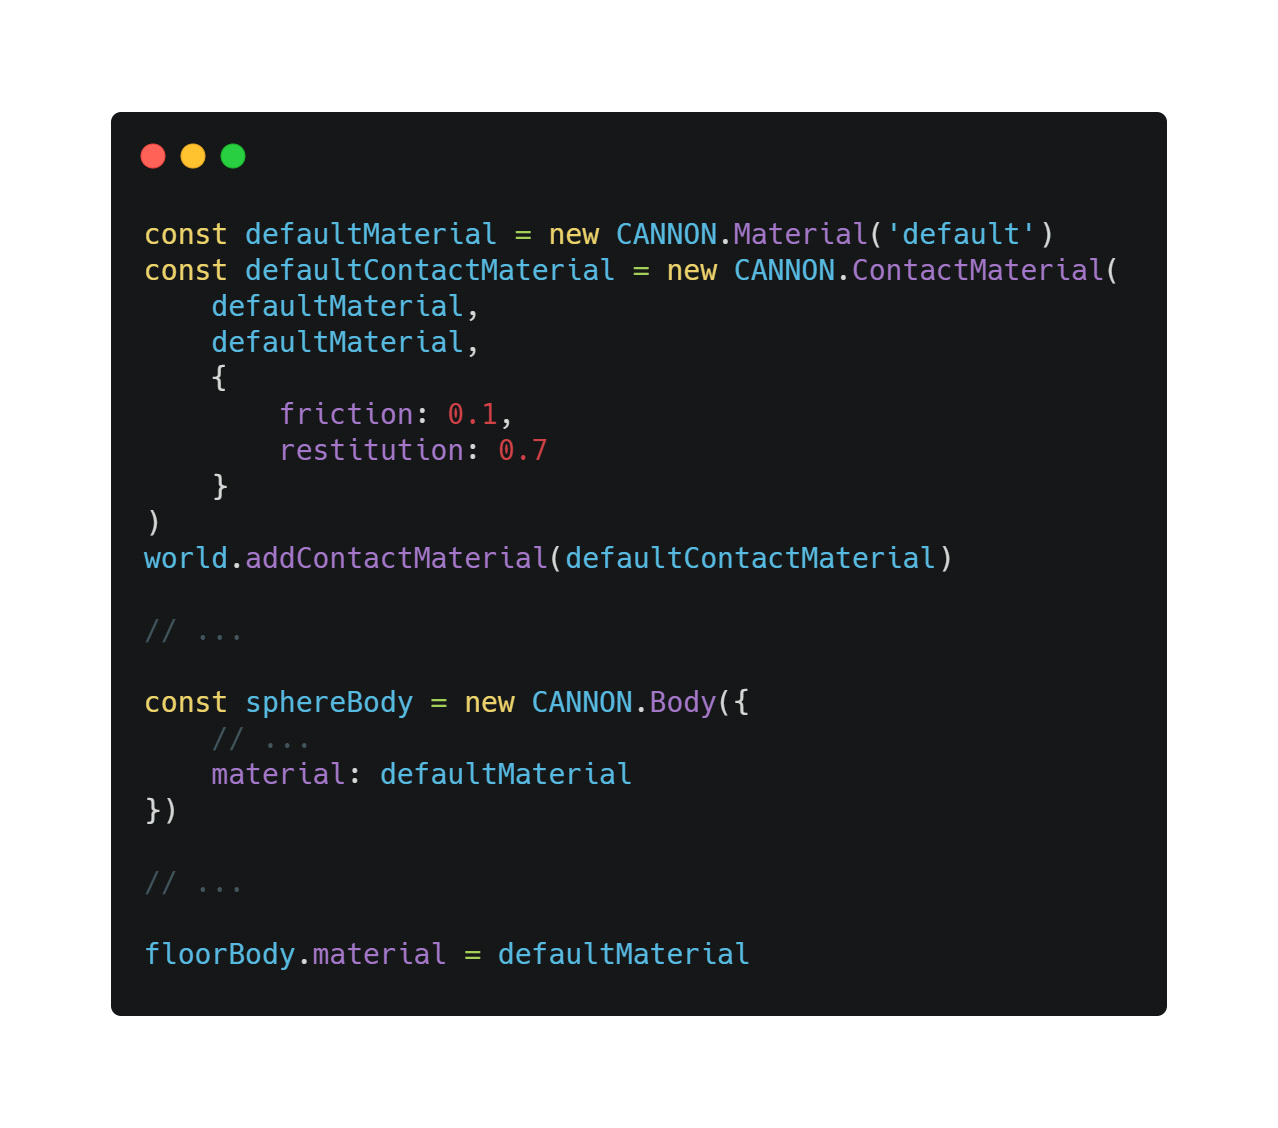 const defaultMaterial = new CANNON.Material('default')
const defaultContactMaterial = new CANNON.ContactMaterial(
    defaultMaterial,
    defaultMaterial,
    {
        friction: 0.1,
        restitution: 0.7
    }
)
world.addContactMaterial(defaultContactMaterial)

// ...

const sphereBody = new CANNON.Body({
    // ...
    material: defaultMaterial
})

// ...

floorBody.material = defaultMaterial